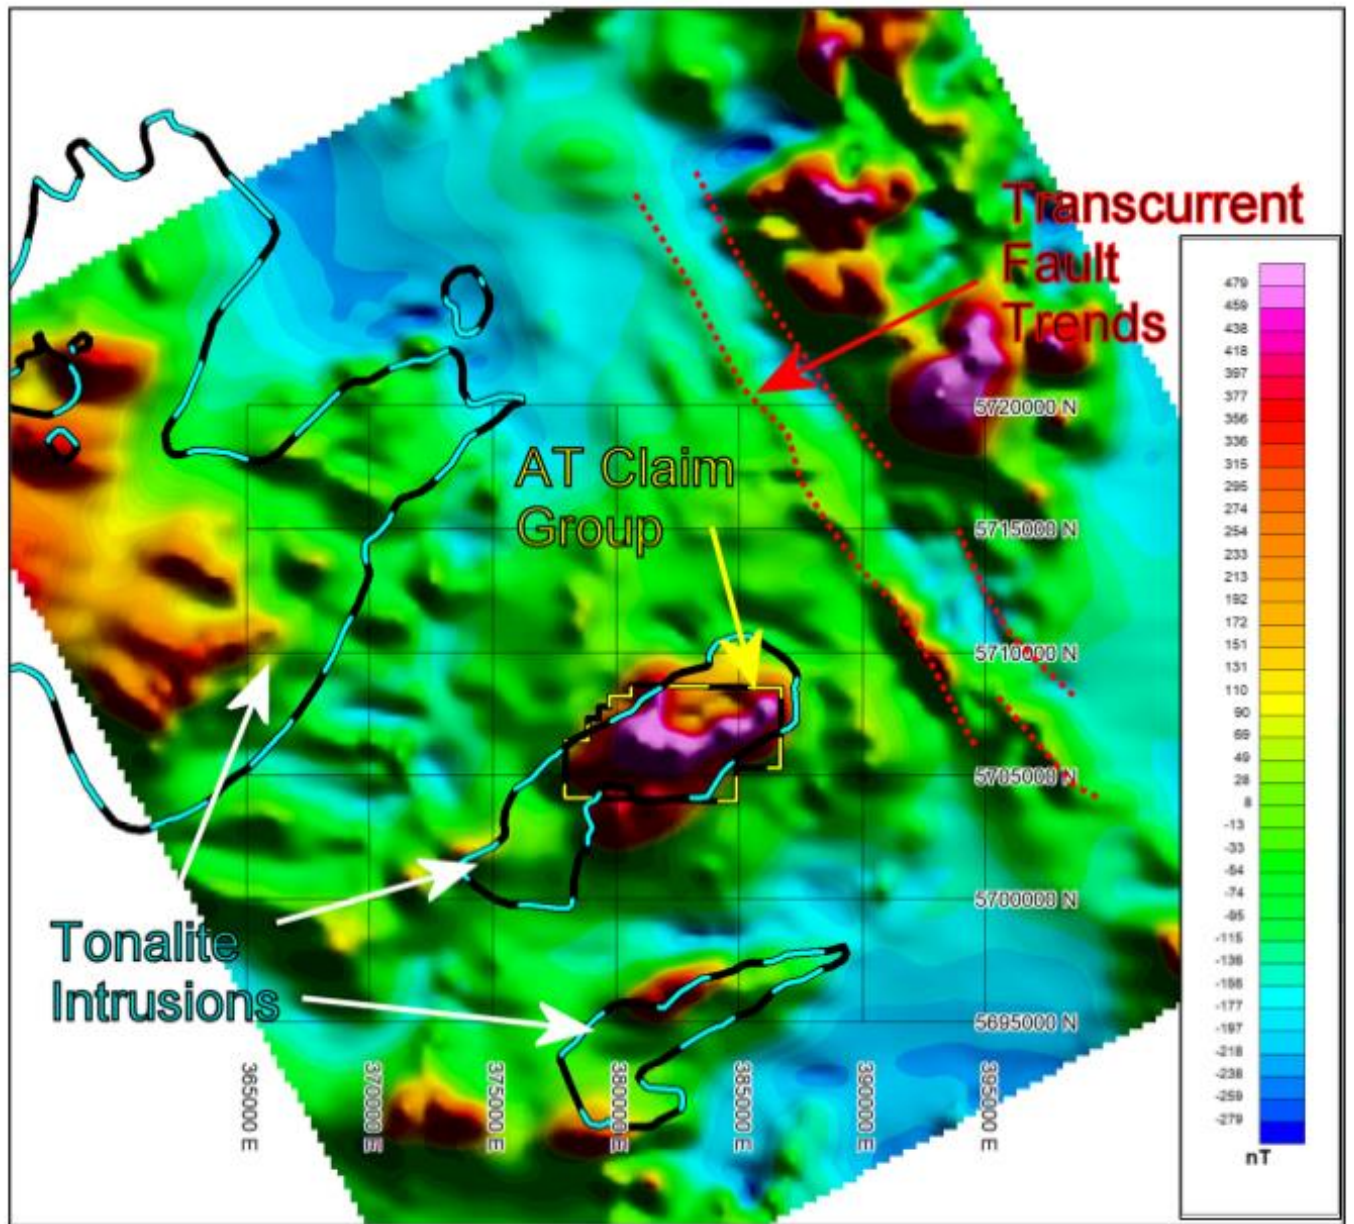 Transcurrent
Fault
Trends
AT Claim
Group
Tonalite
Intrusions
5720000 N
5715000 N
5710000 N
5705000 N
5700000 N
5695000 N
365000 E
370000 E
375000 E
380000 E
385000 E
390000 E
395000 E
479
459
438
418
397
377
356
336
315
295
274
254
233
213
192
172
151
131
110
90
69
49
28
8
-13
-33
-54
-74
-95
-115
-136
-156
-177
-197
-218
-238
-259
-279
nT